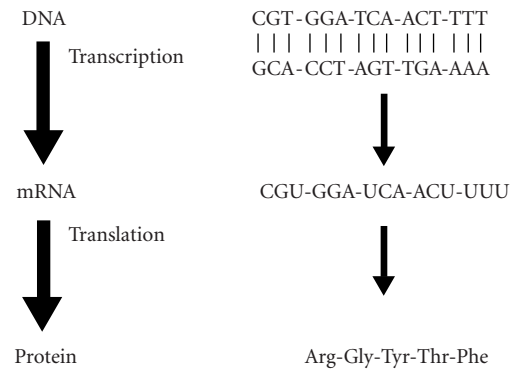 DNA
CGT-GGA-TCA-ACT-TTT
Transcription
GCA-CCT-AGT-TGA-AAA
mRNA
CGU-GGA-UCA-ACU-UUU
Translation
Protein
Arg-Gly-Tyr-Thr-Phe